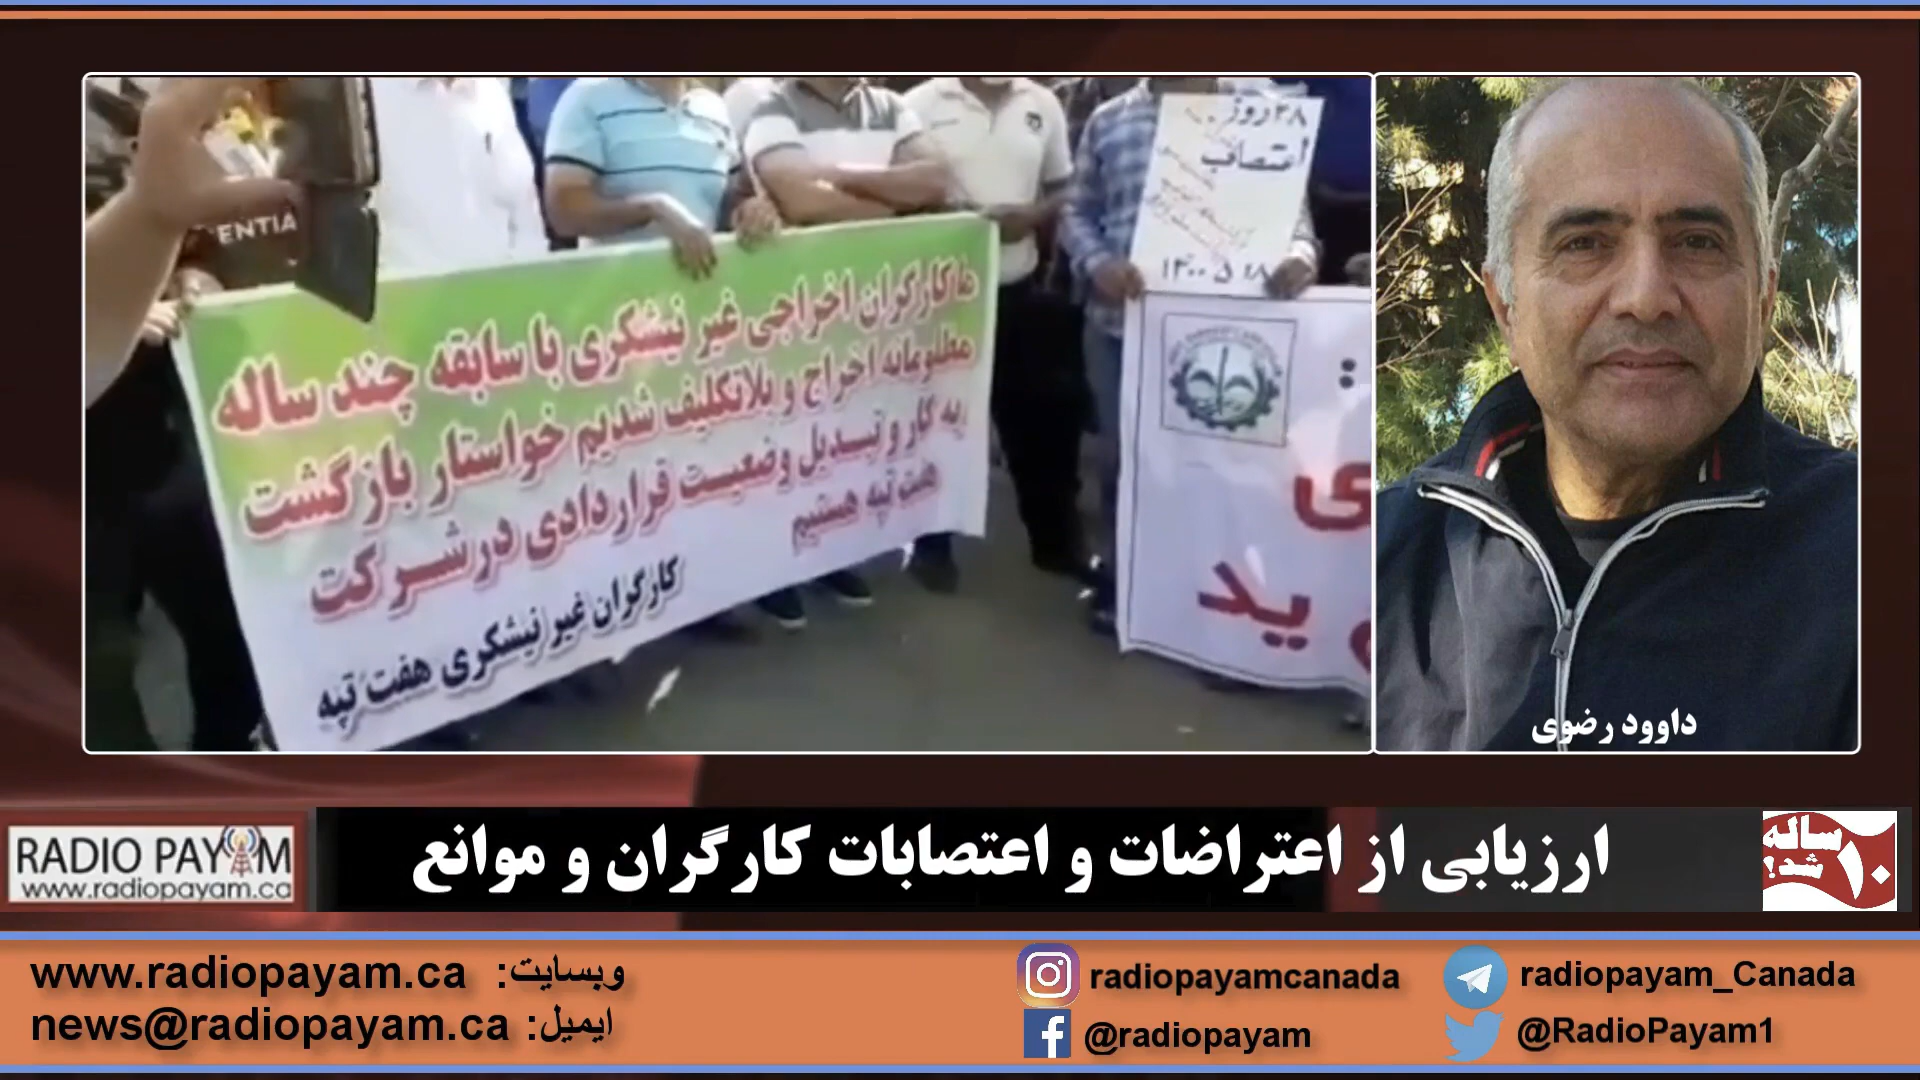 ENTIA
ما کارگران اخراجی غیر نیشکری با سابقه چند ساله
مظلومانه اخراج و بلاتکلیف شدیم خواستار بازگشت
به کار و تبدیل وضعیت قراردادی در شرکت
هفت تپه هستیم
کارگران غیر نیشکری هفت تپه
۲۸ روز
اعتصاب
۱۴۰۰ ۵ ۱۸
ید
داوود رضوی
RADIO PAYAM
www.radiopayam.ca
ارزیابی از اعتراضات و اعتصابات کارگران و موانع
۱۰ ساله
شد!
وبسایت: www.radiopayam.ca
ایمیل: news@radiopayam.ca
radiopayamcanada
@radiopayam
radiopayam_Canada
@RadioPayam1